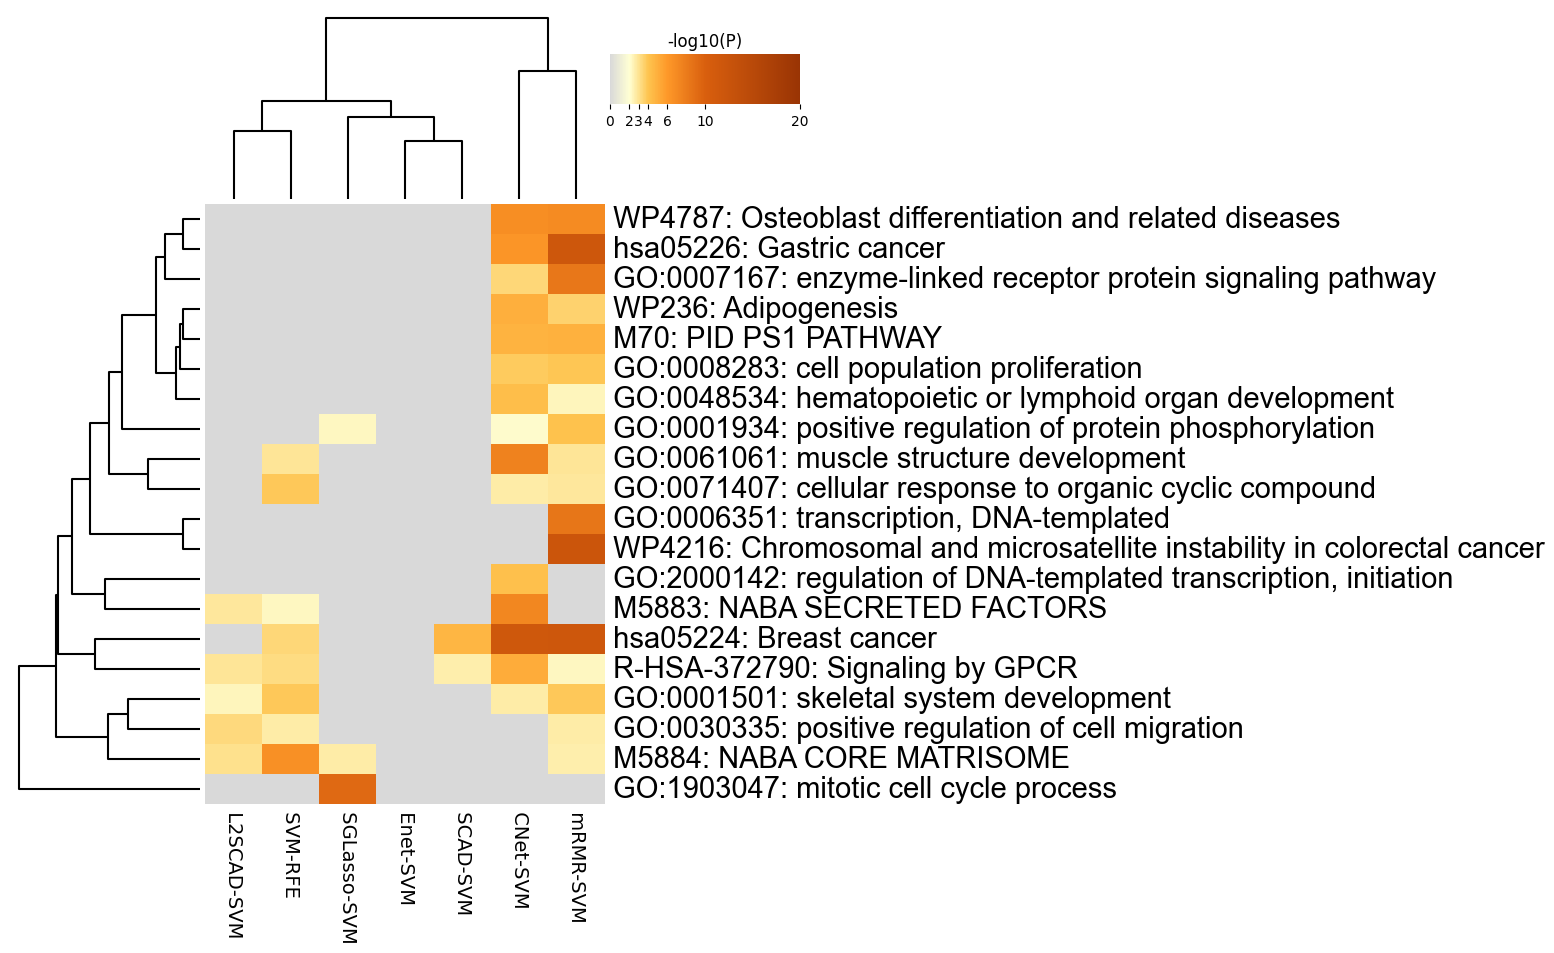 -log10(P)
0 2 3 4 6 10 20
WP4787: Osteoblast differentiation and related diseases
hsa05226: Gastric cancer
GO:0007167: enzyme-linked receptor protein signaling pathway
WP236: Adipogenesis
M70: PID PS1 PATHWAY
GO:0008283: cell population proliferation
GO:0048534: hematopoietic or lymphoid organ development
GO:0001934: positive regulation of protein phosphorylation
GO:0061061: muscle structure development
GO:0071407: cellular response to organic cyclic compound
GO:0006351: transcription, DNA-templated
WP4216: Chromosomal and microsatellite instability in colorectal cancer
GO:2000142: regulation of DNA-templated transcription, initiation
M5883: NABA SECRETED FACTORS
hsa05224: Breast cancer
R-HSA-372790: Signaling by GPCR
GO:0001501: skeletal system development
GO:0030335: positive regulation of cell migration
M5884: NABA CORE MATRISOME
GO:1903047: mitotic cell cycle process
L2SCAD-SVM
SVM-RFE
SGLasso-SVM
Enet-SVM
SCAD-SVM
CNet-SVM
mRMR-SVM